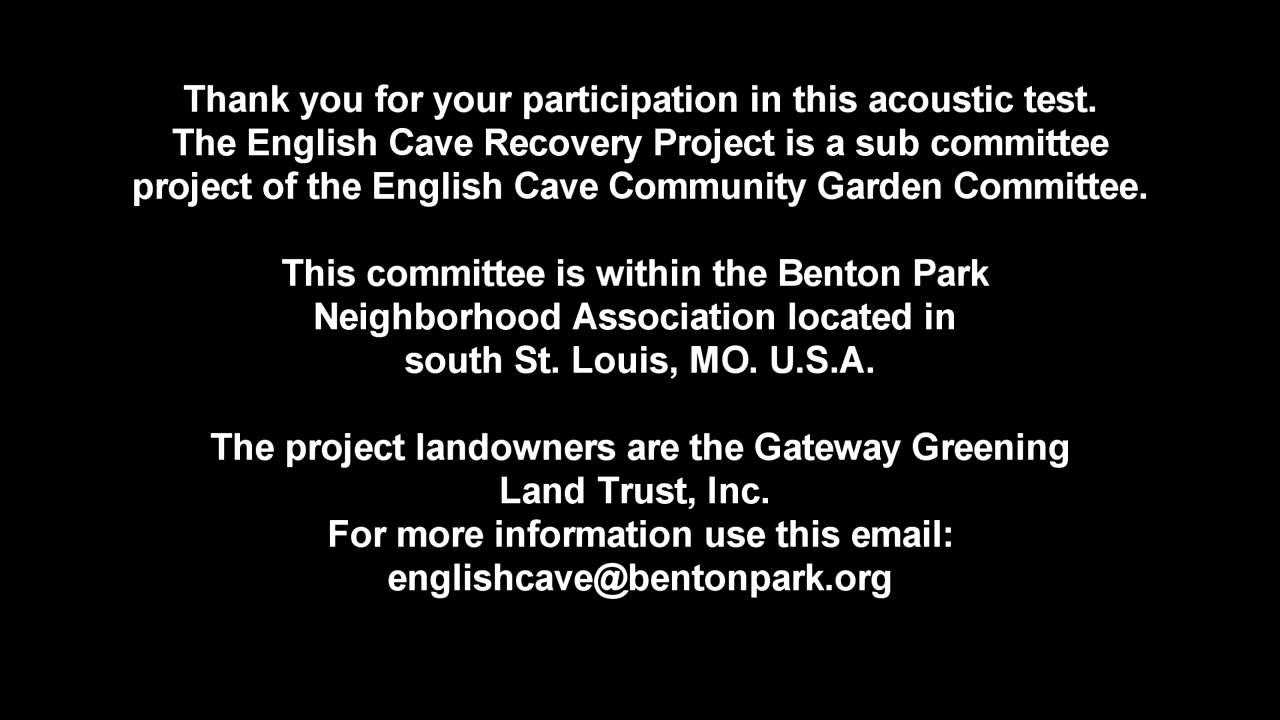 Thank you for your participation in this acoustic test.
The English Cave Recovery Project is a sub committee
project of the English Cave Community Garden Committee.
This committee is within the Benton Park
Neighborhood Association located in
south St. Louis, MO. U.S.A.
The project landowners are the Gateway Greening
Land Trust, Inc.
For more information use this email:
englishcave@bentonpark.org